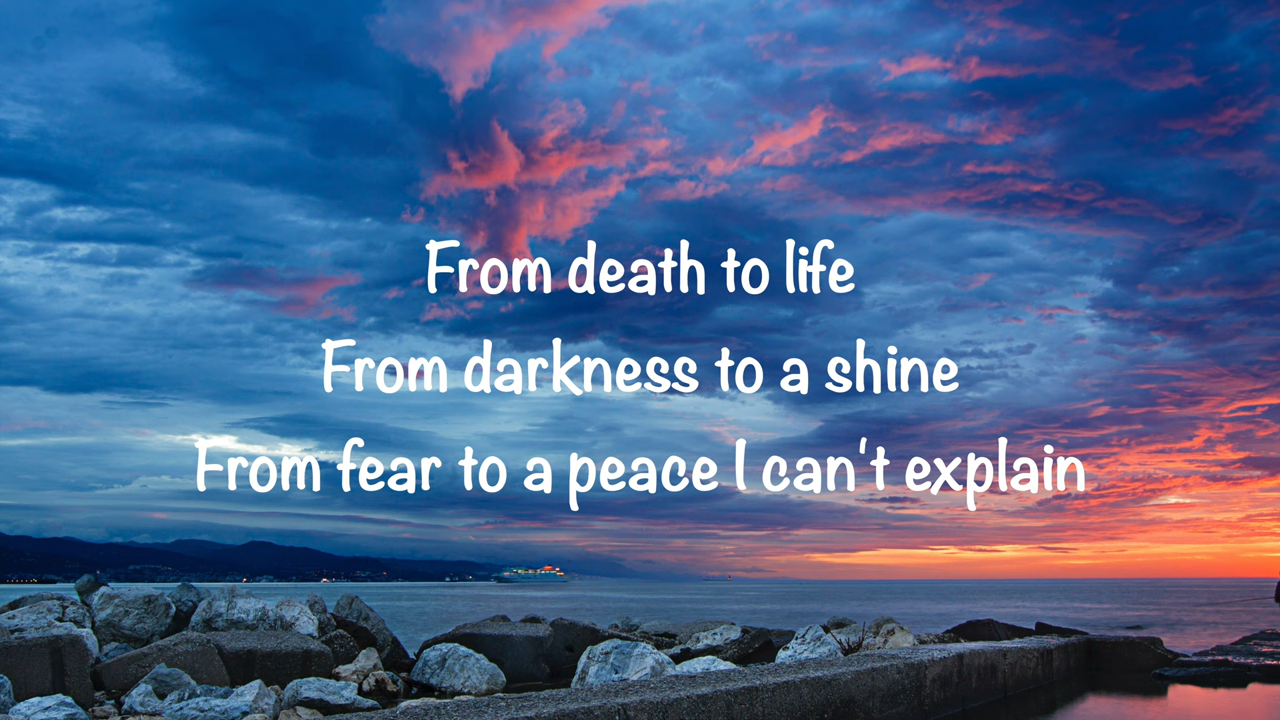 From death to life
From darkness to a shine
From fear to a peace I can't explain